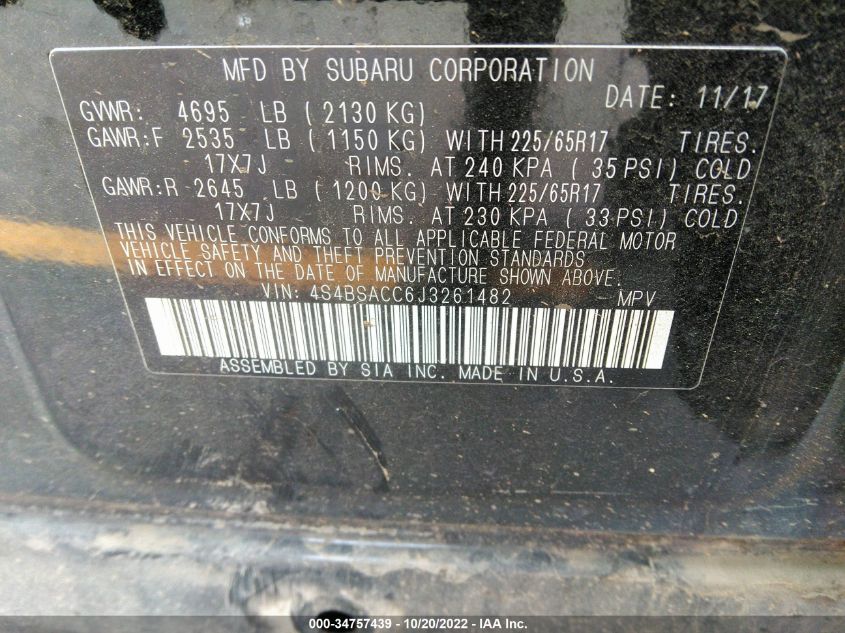 MFD BY SUBARU CORPORATION
DATE: 11/17
GVWR: 4695 LB ( 2130 KG)
GAWR:F 2535 LB ( 1150 KG) WITH 225/65R17 TIRES.
17X7J RIMS. AT 240 KPA ( 35 PSI) COLD
GAWR:R 2645 LB ( 1200 KG) WITH 225/65R17 TIRES.
17X7J RIMS. AT 230 KPA ( 33 PSI) COLD
THIS VEHICLE CONFORMS TO ALL APPLICABLE FEDERAL MOTOR
VEHICLE SAFETY AND THEFT PREVENTION STANDARDS
IN EFFECT ON THE DATE OF MANUFACTURE SHOWN ABOVE.
VIN: 4S4BSACC6J3261482 MPV
ASSEMBLED BY SIA INC. MADE IN U.S.A.
000-34757439 - 10/20/2022 - IAA Inc.